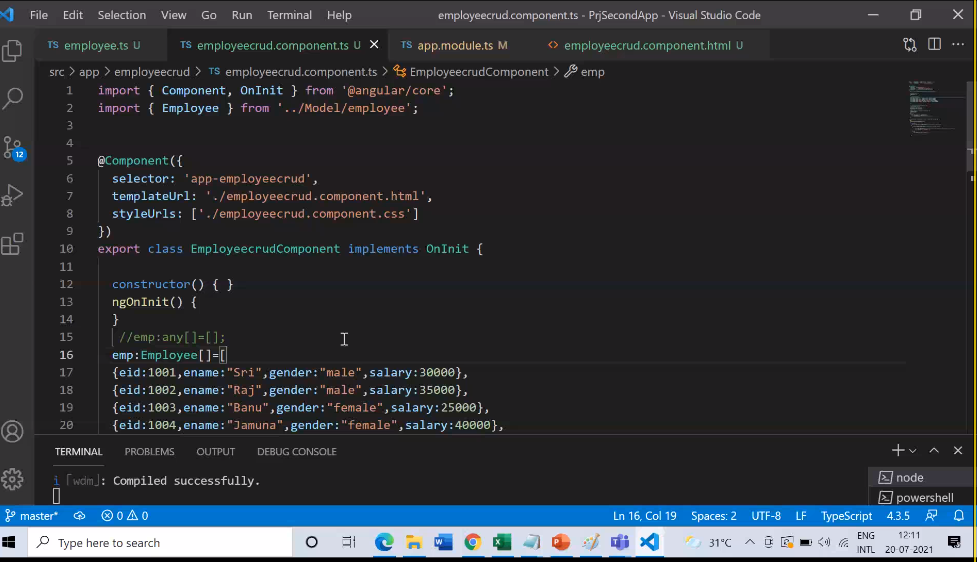 File Edit Selection View Go Run Terminal Help employeecrud.component.ts - PrjSecondApp - Visual Studio Code
TS employee.ts U TS employeecrud.component.ts U TS app.module.ts M <> employeecrud.component.html U
src > app > employeecrud > TS employeecrud.component.ts > EmployeecrudComponent > emp
1 import { Component, OnInit } from '@angular/core';
2 import { Employee } from '../Model/employee';
3
4
5 @Component({
6 selector: 'app-employeecrud',
7 templateUrl: './employeecrud.component.html',
8 styleUrls: ['./employeecrud.component.css']
9 })
10 export class EmployeecrudComponent implements OnInit {
11
12 constructor() { }
13 ngOnInit() {
14 }
15 //emp:any[]=[];
16 emp:Employee[]=[
17 {eid:1001,ename:"Sri",gender:"male",salary:30000},
18 {eid:1002,ename:"Raj",gender:"male",salary:35000},
19 {eid:1003,ename:"Banu",gender:"female",salary:25000},
20 {eid:1004,ename:"Jamuna",gender:"female",salary:40000},
12
TERMINAL PROBLEMS OUTPUT DEBUG CONSOLE
i ｢wdm｣: Compiled successfully.
node
powershell
master* 0 0 Ln 16, Col 19 Spaces: 2 UTF-8 LF TypeScript 4.3.5
Type here to search 31°C ENG 12:11
INTL 20-07-2021